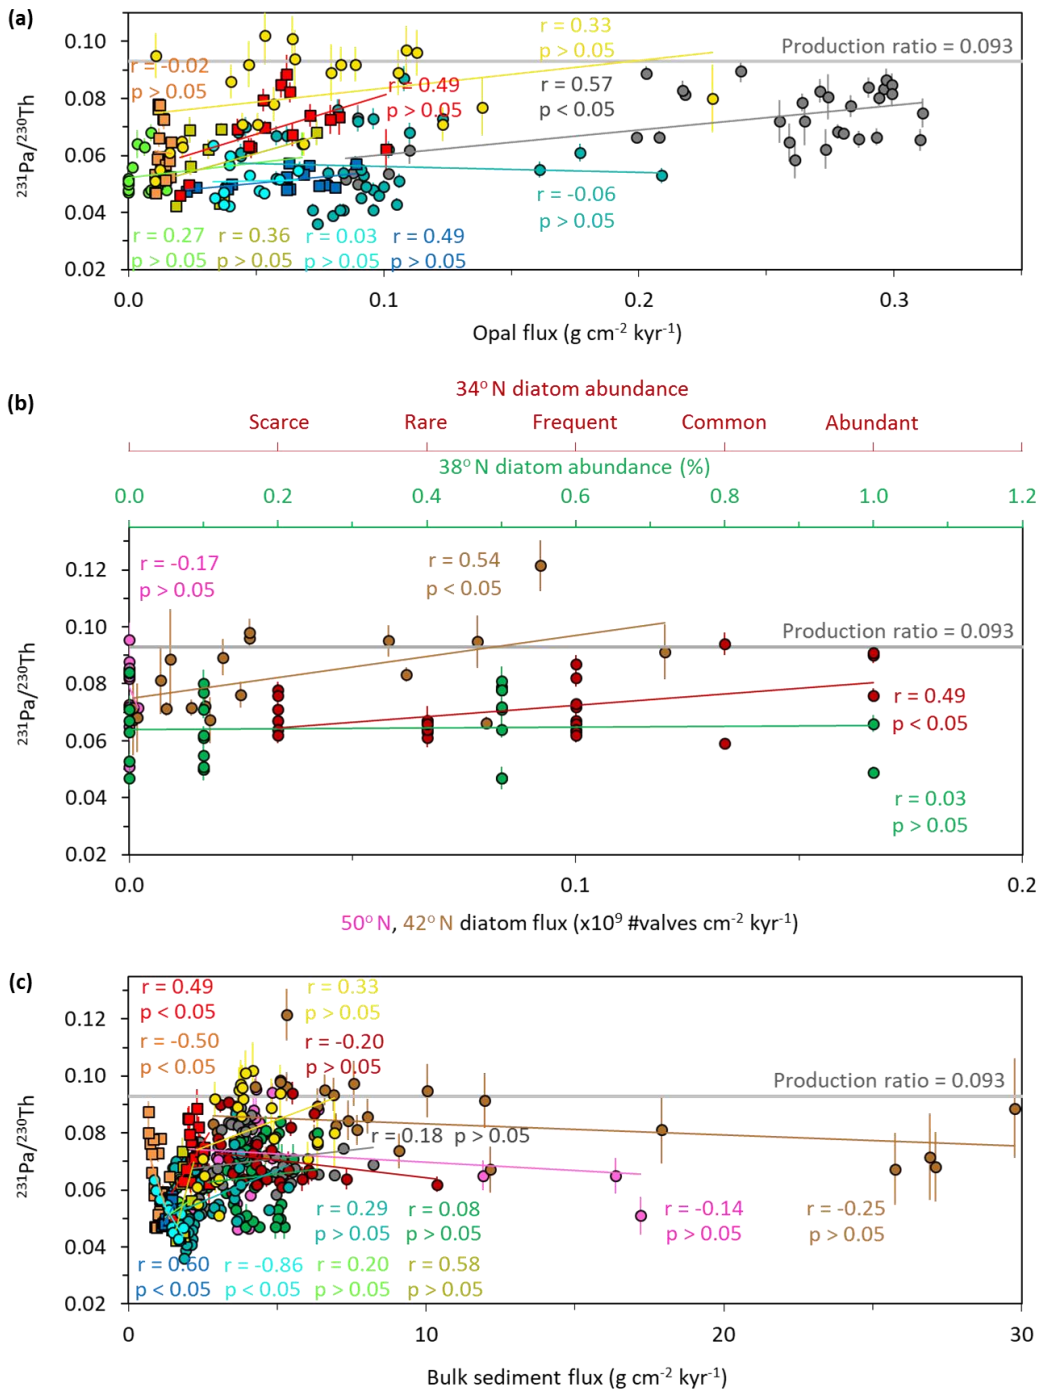 (a)
0.10
0.08
0.06
0.04
0.02
²³¹Pa/²³⁰Th
r = 0.33
p > 0.05
Production ratio = 0.093
r = -0.02
p > 0.05
r = 0.49
p > 0.05
r = 0.57
p < 0.05
r = -0.06
p > 0.05
r = 0.27
p > 0.05
r = 0.36
p > 0.05
r = 0.03
p > 0.05
r = 0.49
p > 0.05
0.0 0.1 0.2 0.3
Opal flux (g cm⁻² kyr⁻¹)
(b)
34° N diatom abundance
Scarce Rare Frequent Common Abundant
38° N diatom abundance (%)
0.0 0.2 0.4 0.6 0.8 1.0 1.2
0.12
0.10
0.08
0.06
0.04
0.02
²³¹Pa/²³⁰Th
r = -0.17
p > 0.05
r = 0.54
p < 0.05
Production ratio = 0.093
r = 0.49
p < 0.05
r = 0.03
p > 0.05
0.0 0.1 0.2
50° N, 42° N diatom flux (x10⁹ #valves cm⁻² kyr⁻¹)
(c)
0.12
0.10
0.08
0.06
0.04
0.02
²³¹Pa/²³⁰Th
r = 0.49
p < 0.05
r = 0.33
p > 0.05
r = -0.50
p < 0.05
r = -0.20
p > 0.05
Production ratio = 0.093
r = 0.18 p > 0.05
r = 0.29
p > 0.05
r = 0.08
p > 0.05
r = -0.14
p > 0.05
r = -0.25
p > 0.05
r = 0.60
p < 0.05
r = -0.86
p < 0.05
r = 0.20
p > 0.05
r = 0.58
p > 0.05
0 10 20 30
Bulk sediment flux (g cm⁻² kyr⁻¹)